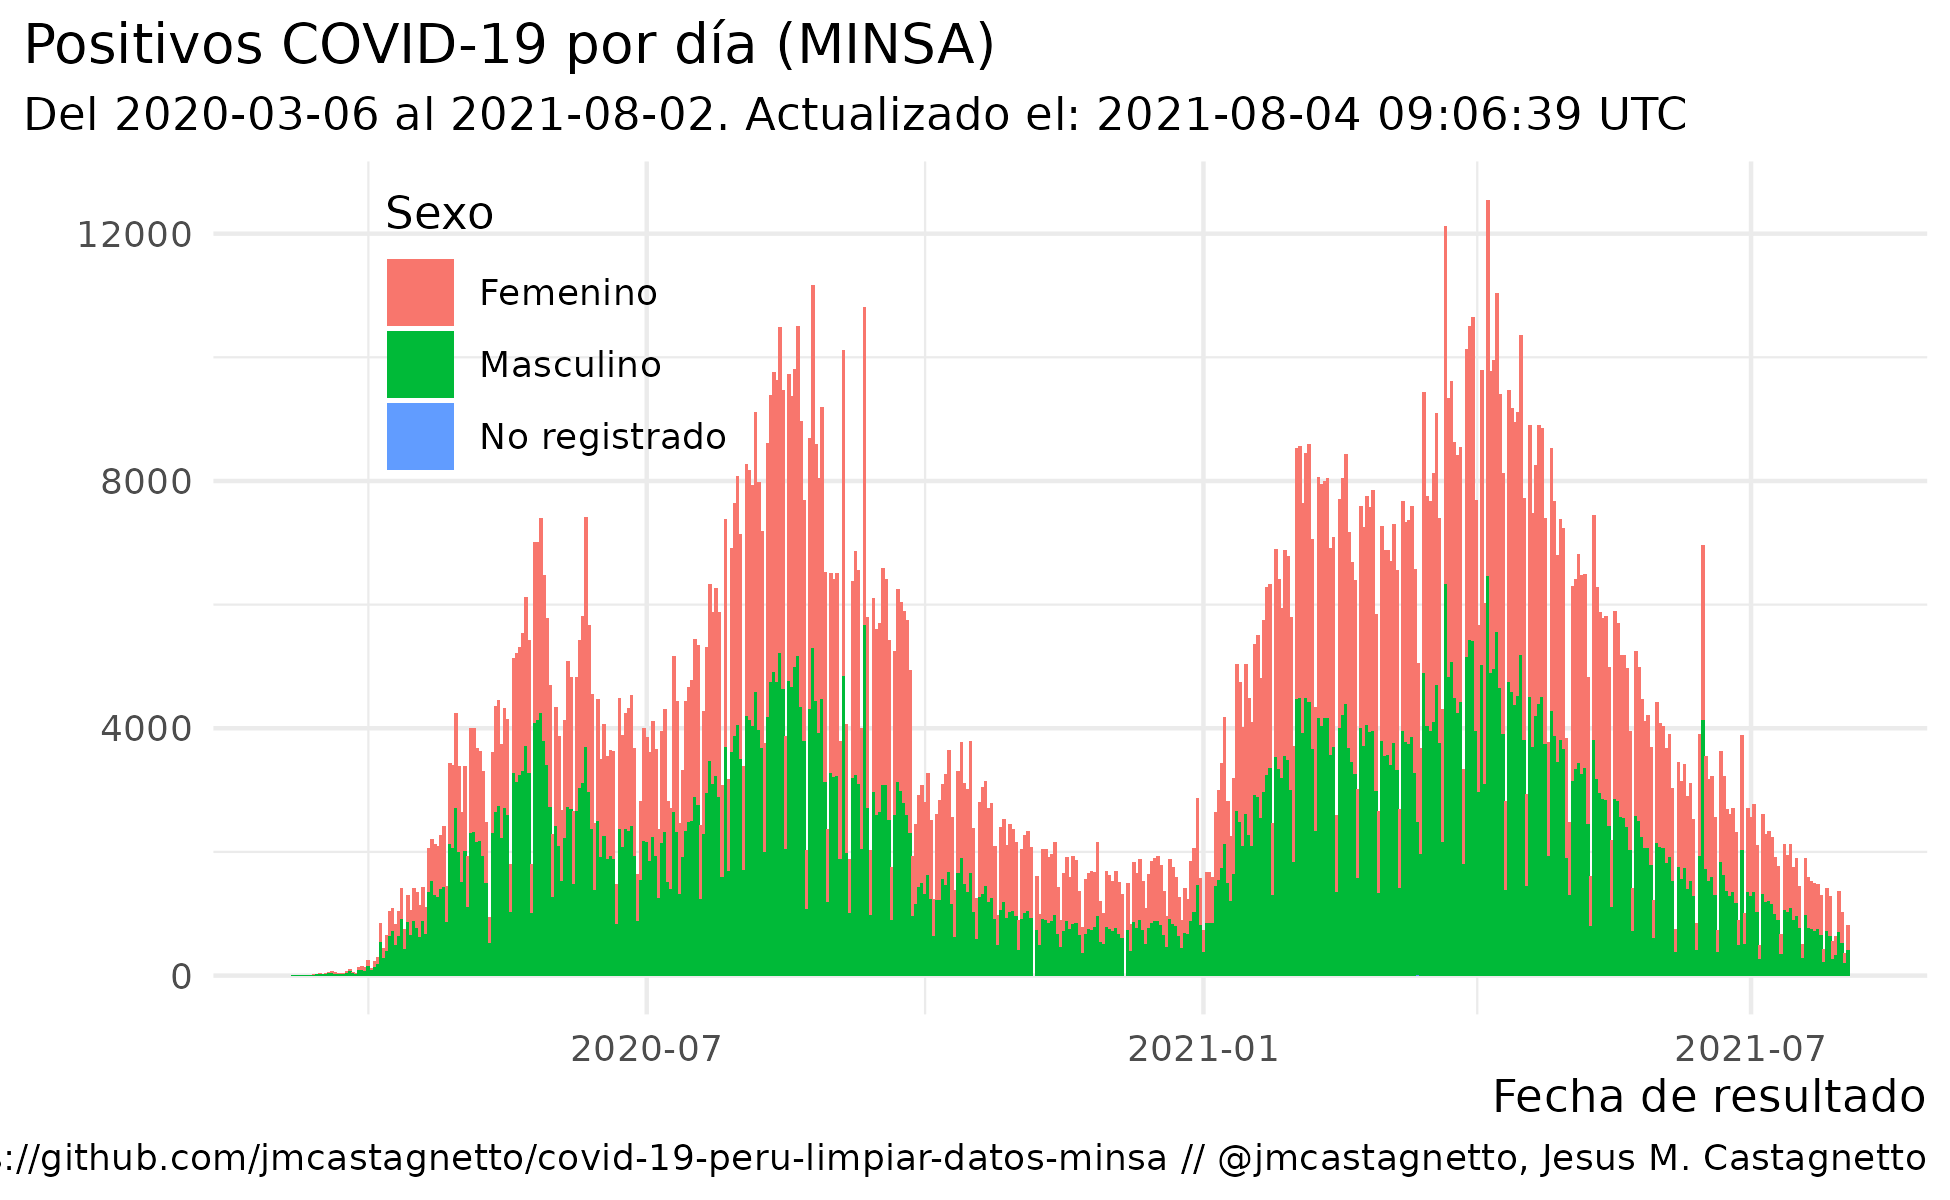 Positivos COVID-19 por día (MINSA)
Del 2020-03-06 al 2021-08-02. Actualizado el: 2021-08-04 09:06:39 UTC
Sexo
Femenino
Masculino
No registrado
12000
8000
4000
0
2020-07 2021-01 2021-07
Fecha de resultado
://github.com/jmcastagnetto/covid-19-peru-limpiar-datos-minsa // @jmcastagnetto, Jesus M. Castagnetto